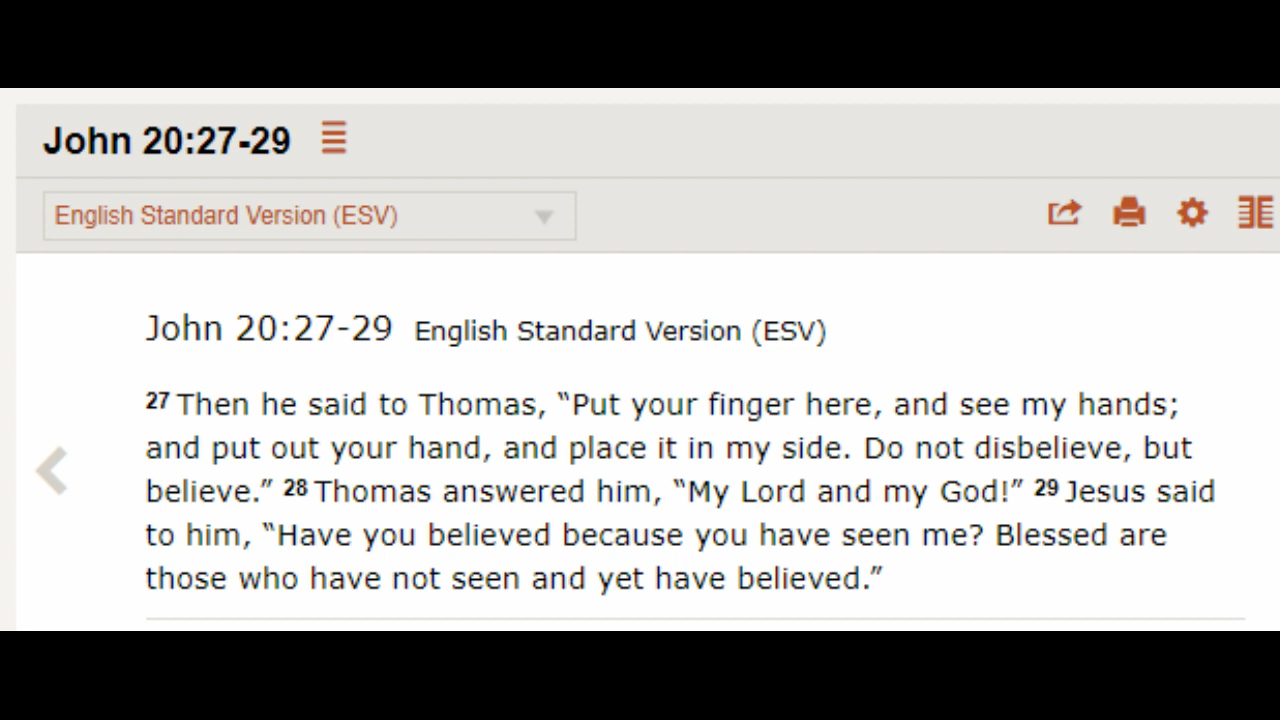 John 20:27-29
English Standard Version (ESV)
John 20:27-29 English Standard Version (ESV)
27 Then he said to Thomas, “Put your finger here, and see my hands;
and put out your hand, and place it in my side. Do not disbelieve, but
believe.” 28 Thomas answered him, “My Lord and my God!” 29 Jesus said
to him, “Have you believed because you have seen me? Blessed are
those who have not seen and yet have believed.”